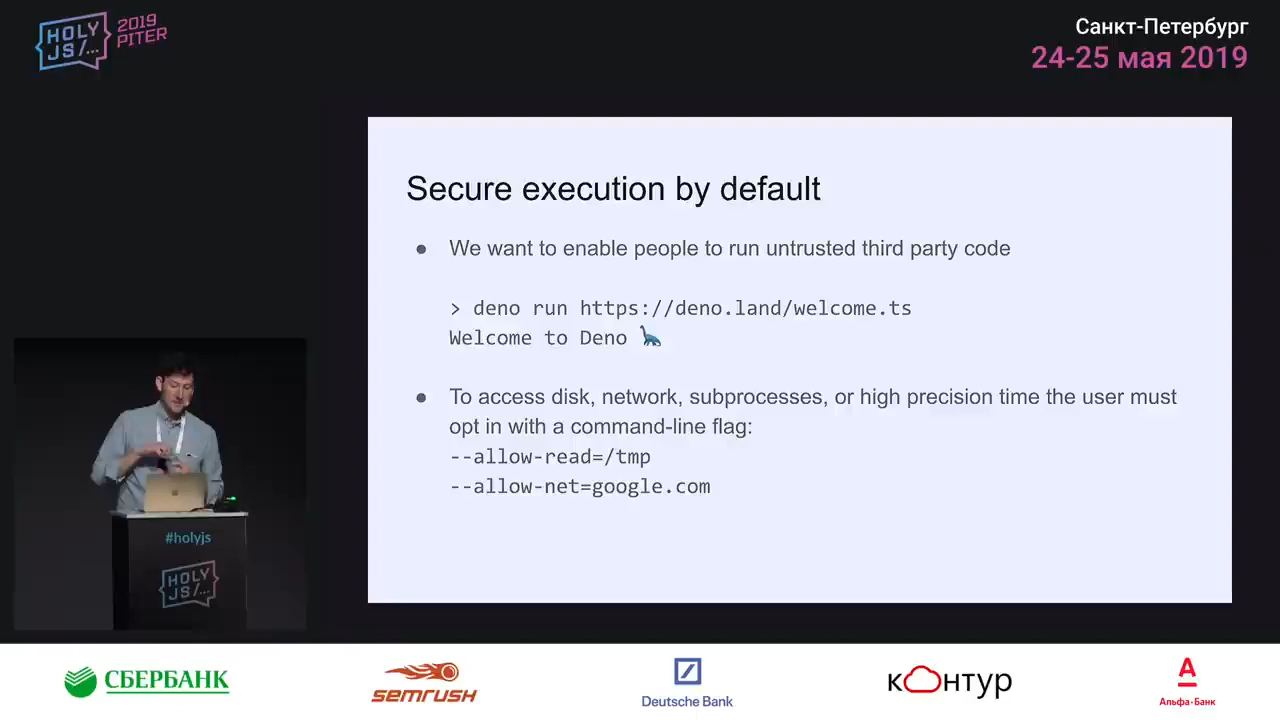 HOLY
JS/...
2019
PITER
Санкт-Петербург
24-25 мая 2019
Secure execution by default
● We want to enable people to run untrusted third party code
> deno run https://deno.land/welcome.ts
Welcome to Deno 🦕
● To access disk, network, subprocesses, or high precision time the user must
opt in with a command-line flag:
--allow-read=/tmp
--allow-net=google.com
#holyjs
HOLY
JS/...
СБЕРБАНК
semrush
Deutsche Bank
кОнтур
А
Альфа·Банк